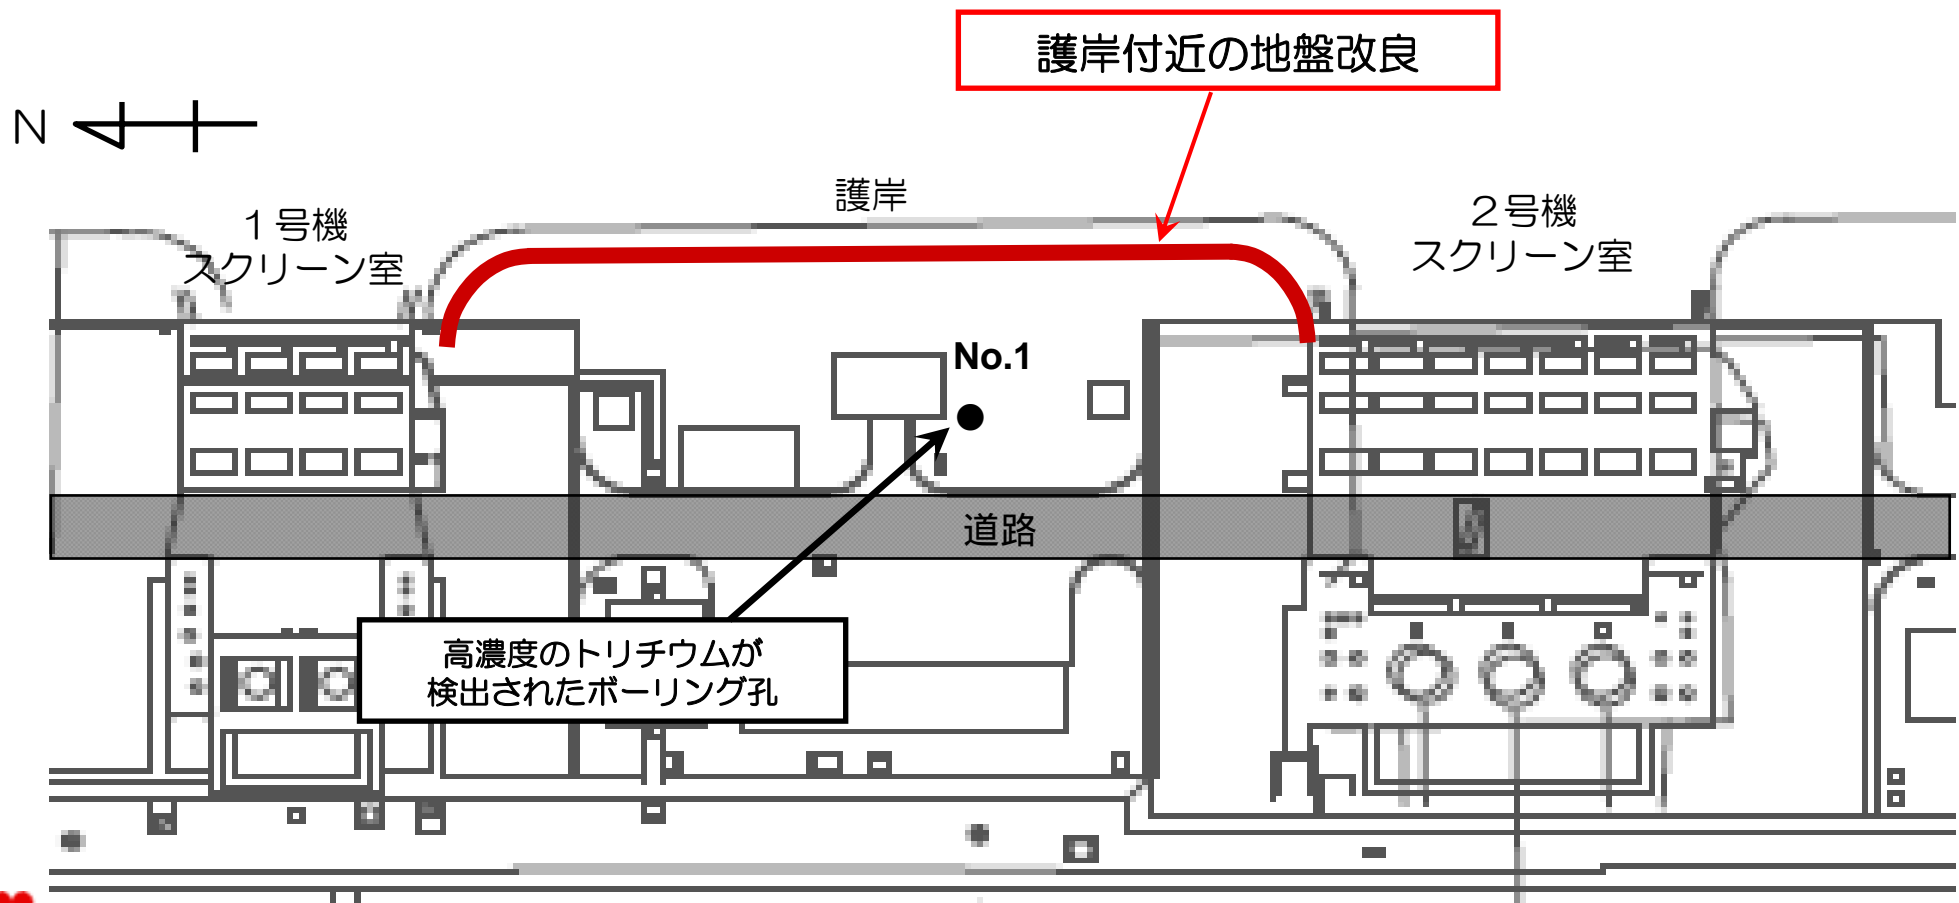 護岸付近の地盤改良
N
護岸
１号機
スクリーン室
２号機
スクリーン室
No.1
道路
高濃度のトリチウムが
検出されたボーリング孔